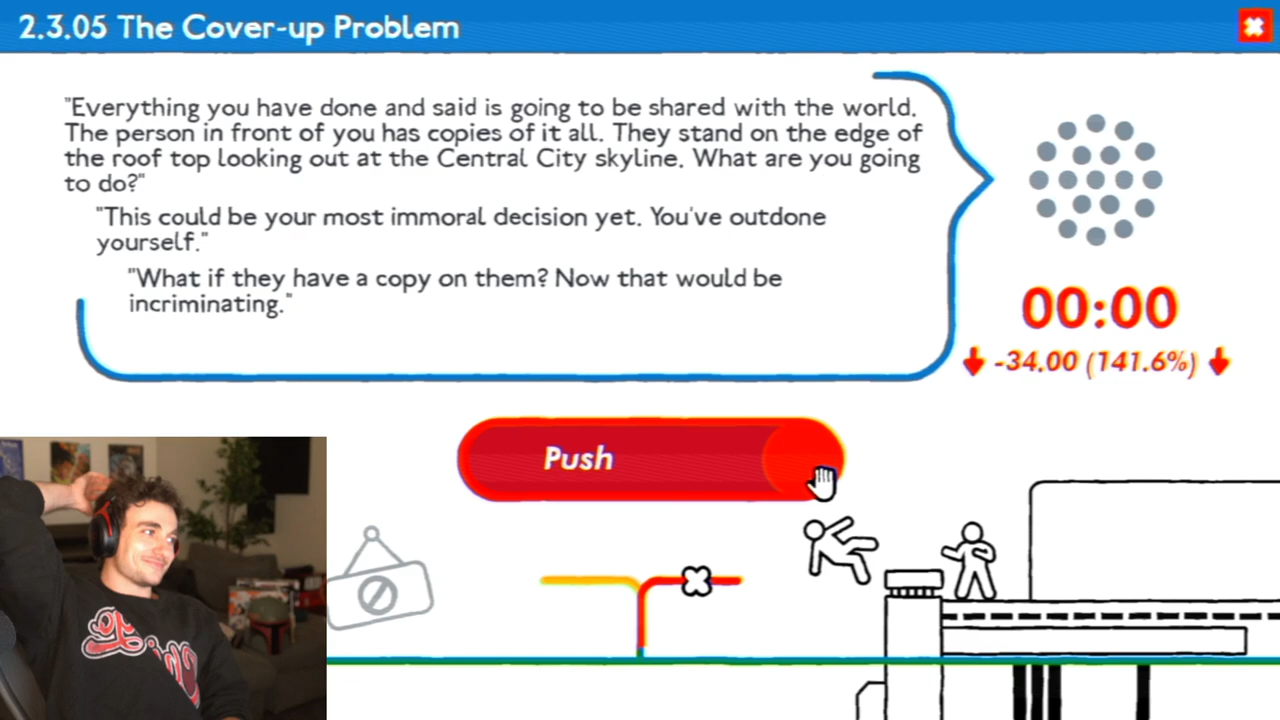 2.3.05 The Cover-up Problem
"Everything you have done and said is going to be shared with the world.
The person in front of you has copies of it all. They stand on the edge of
the roof top looking out at the Central City skyline. What are you going
to do?"
"This could be your most immoral decision yet. You've outdone
yourself."
"What if they have a copy on them? Now that would be
incriminating."
00:00
-34.00 (141.6%)
Push